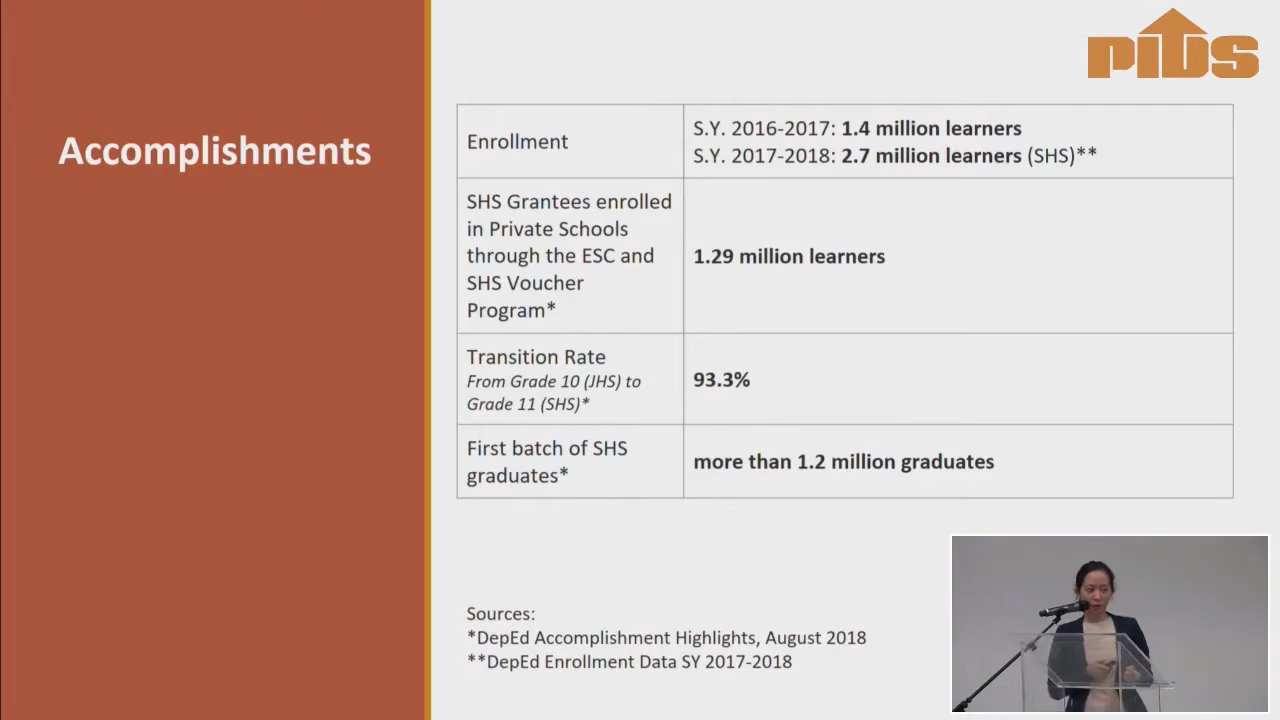 PIDS
Accomplishments
Enrollment
S.Y. 2016-2017: 1.4 million learners
S.Y. 2017-2018: 2.7 million learners (SHS)**
SHS Grantees enrolled
in Private Schools
through the ESC and
SHS Voucher
Program*
1.29 million learners
Transition Rate
From Grade 10 (JHS) to
Grade 11 (SHS)*
93.3%
First batch of SHS
graduates*
more than 1.2 million graduates
Sources:
*DepEd Accomplishment Highlights, August 2018
**DepEd Enrollment Data SY 2017-2018